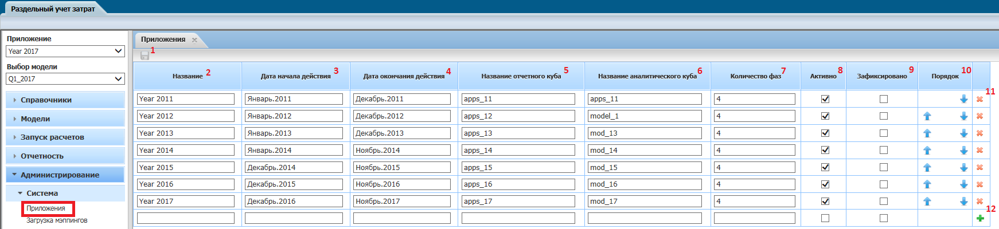 Раздельный учет затрат
Приложение
Year 2017
Выбор модели
Q1_2017
Справочники
Модели
Запуск расчетов
Отчетность
Администрирование
Система
Приложения
Загрузка мэппингов
Приложения
1
Название 2 Дата начала действия 3 Дата окончания действия 4 Название отчетного куба 5 Название аналитического куба 6 Количество фаз 7 Активно 8 Зафиксировано 9 Порядок 10
Year 2011 Январь.2011 Декабрь.2011 apps_11 apps_11 4 11
Year 2012 Январь.2012 Декабрь.2012 apps_12 model_1 4
Year 2013 Январь.2013 Декабрь.2013 apps_13 mod_13 4
Year 2014 Январь.2014 Ноябрь.2014 apps_14 mod_14 4
Year 2015 Декабрь.2014 Ноябрь.2015 apps_15 mod_15 4
Year 2016 Декабрь.2015 Ноябрь.2016 apps_16 mod_16 4
Year 2017 Декабрь.2016 Ноябрь.2017 apps_17 mod_17 4
12